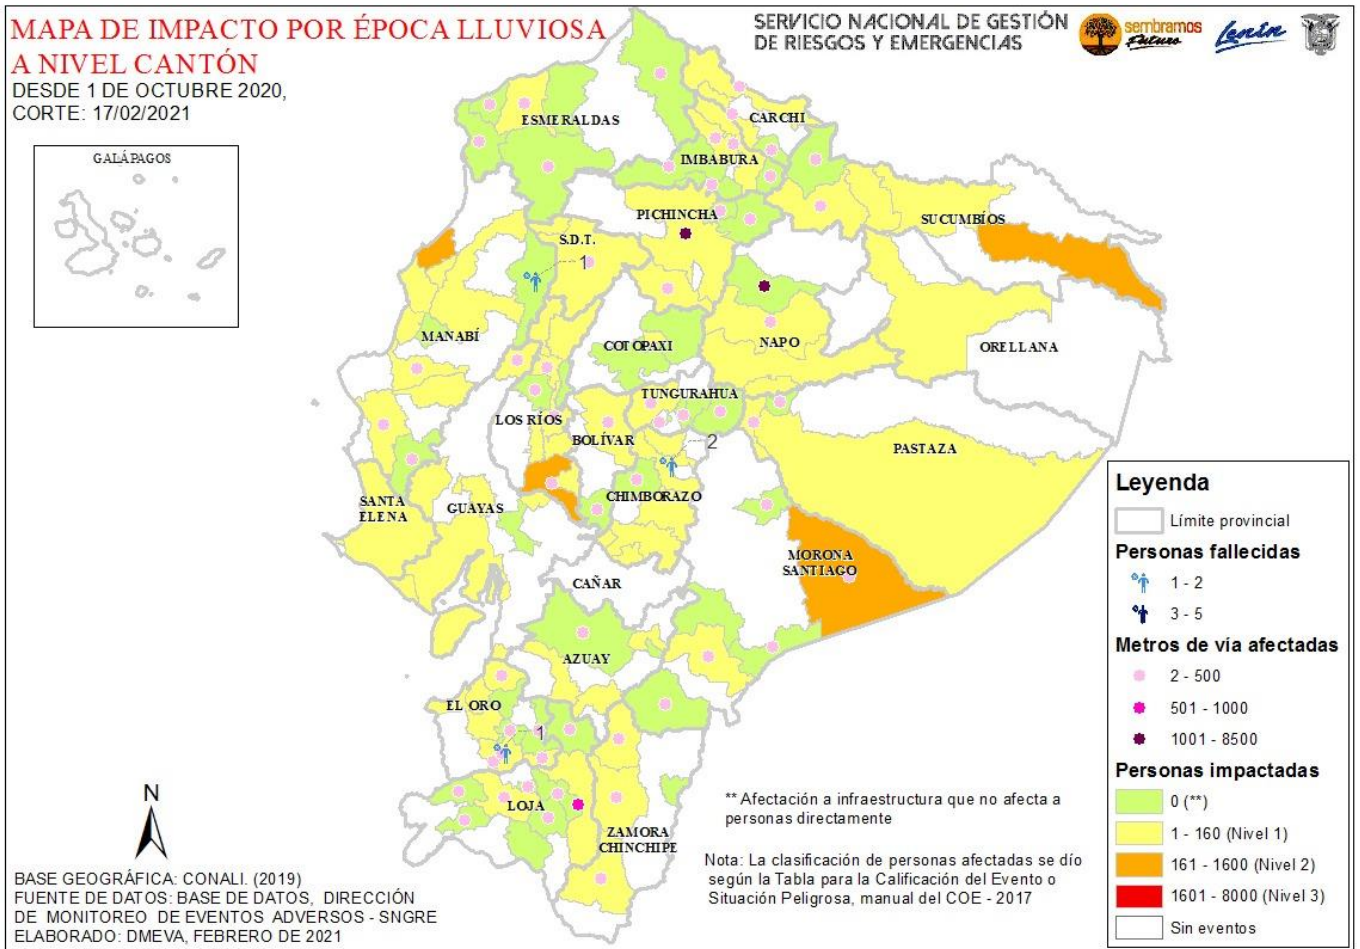 MAPA DE IMPACTO POR ÉPOCA LLUVIOSA
A NIVEL CANTÓN
DESDE 1 DE OCTUBRE 2020,
CORTE: 17/02/2021
SERVICIO NACIONAL DE GESTIÓN
DE RIESGOS Y EMERGENCIAS
sembramos
Futuro
Lenín
GALÁPAGOS
ESMERALDAS
CARCHI
IMBABURA
PICHINCHA
SUCUMBÍOS
S.D.T.
1
MANABÍ
COTOPAXI
NAPO
ORELLANA
TUNGURAHUA
LOS RÍOS
BOLÍVAR
2
PASTAZA
SANTA
ELENA
GUAYAS
CHIMBORAZO
MORONA
SANTIAGO
CAÑAR
AZUAY
EL ORO
1
LOJA
ZAMORA
CHINCHIPE
N
BASE GEOGRÁFICA: CONALI. (2019)
FUENTE DE DATOS: BASE DE DATOS, DIRECCIÓN
DE MONITOREO DE EVENTOS ADVERSOS - SNGRE
ELABORADO: DMEVA, FEBRERO DE 2021
** Afectación a infraestructura que no afecta a
personas directamente
Nota: La clasificación de personas afectadas se dío
según la Tabla para la Calificación del Evento o
Situación Peligrosa, manual del COE - 2017
Leyenda
Límite provincial
Personas fallecidas
1 - 2
3 - 5
Metros de vía afectadas
2 - 500
501 - 1000
1001 - 8500
Personas impactadas
0 (**)
1 - 160 (Nivel 1)
161 - 1600 (Nivel 2)
1601 - 8000 (Nivel 3)
Sin eventos